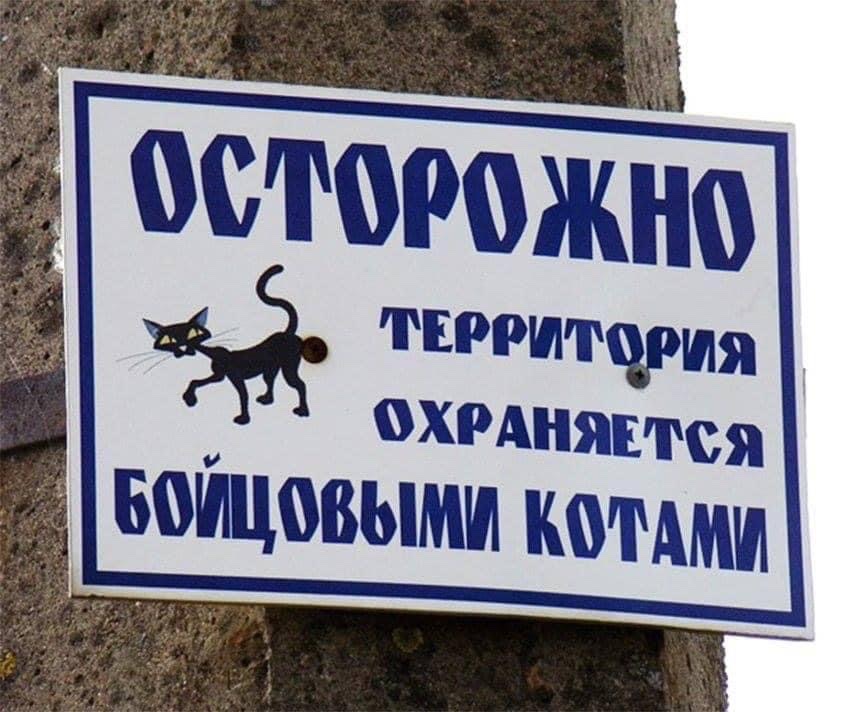 ОСТОРОЖНО
ТЕРРИТОРИЯ
ОХРАНЯЕТСЯ
БОЙЦОВЫМИ КОТАМИ